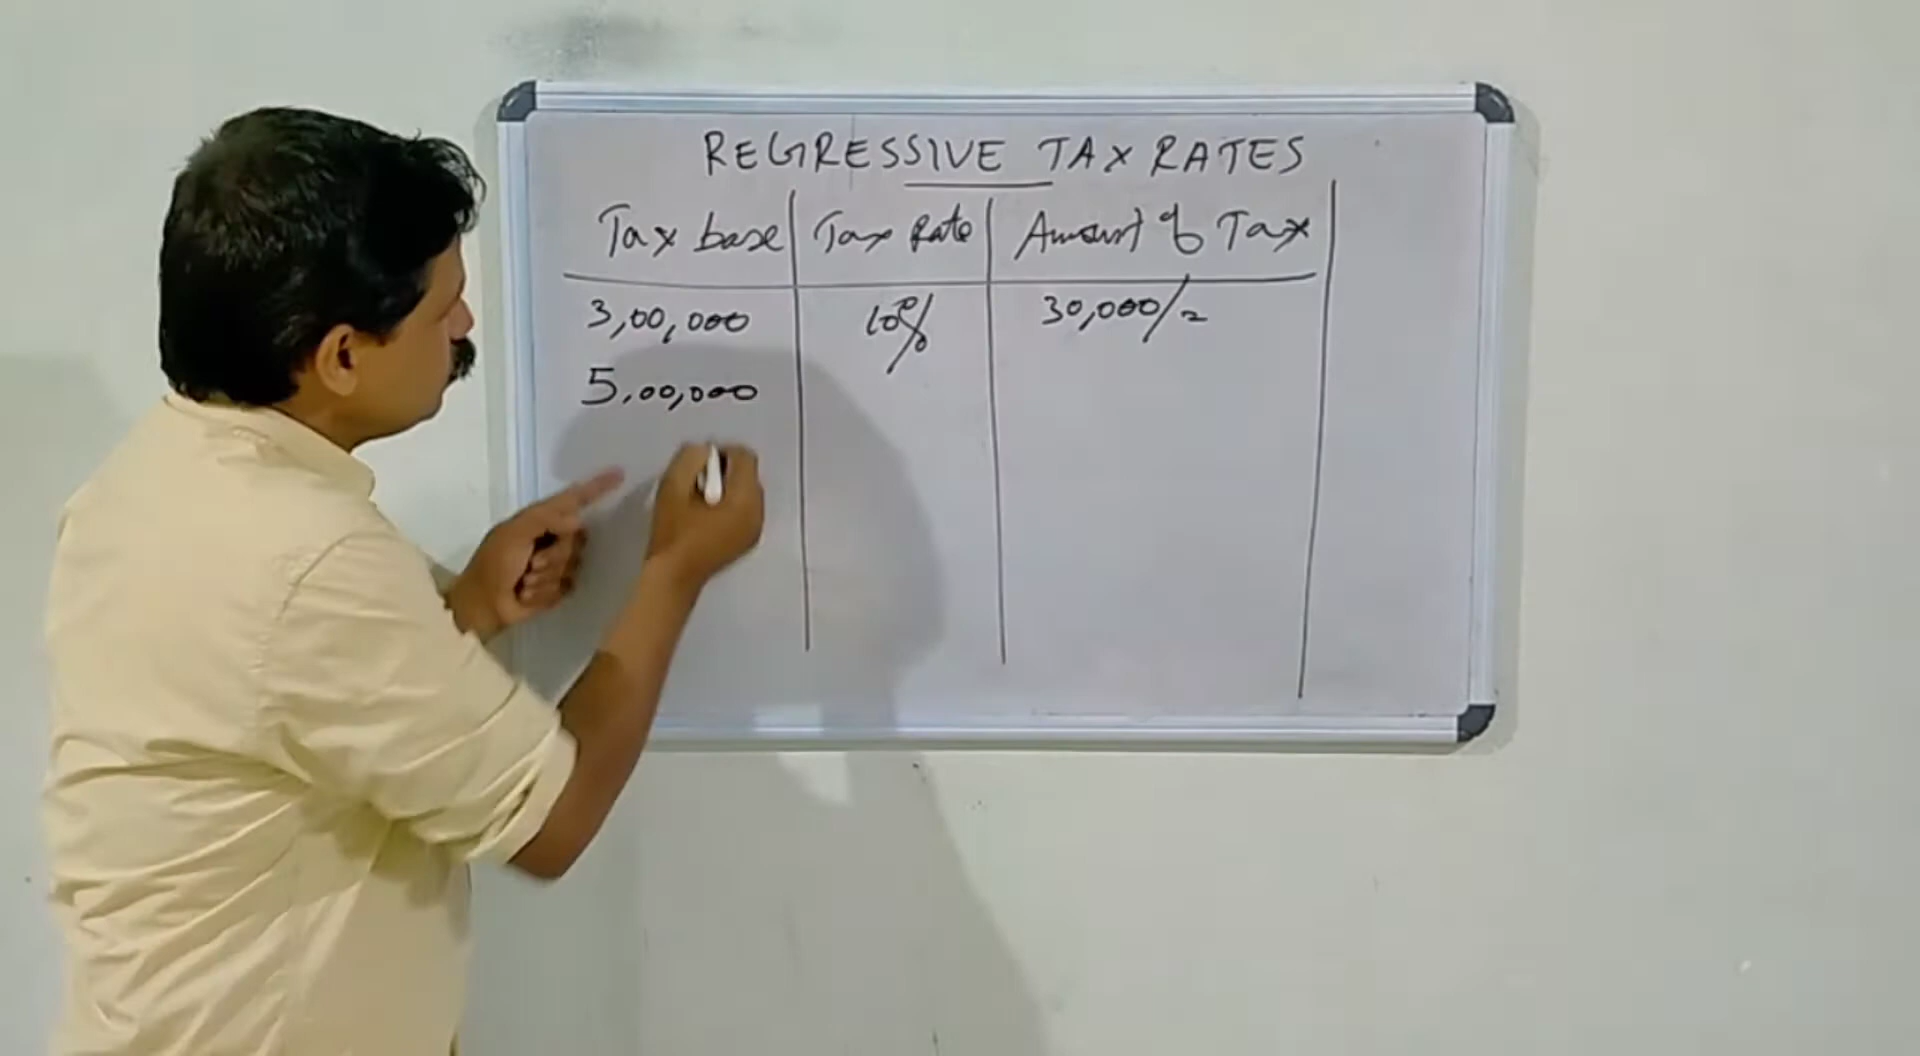 REGRESSIVE TAX RATES
Tax base Tax Rate Amount of Tax
3,00,000 10% 30,000/=
5,00,000